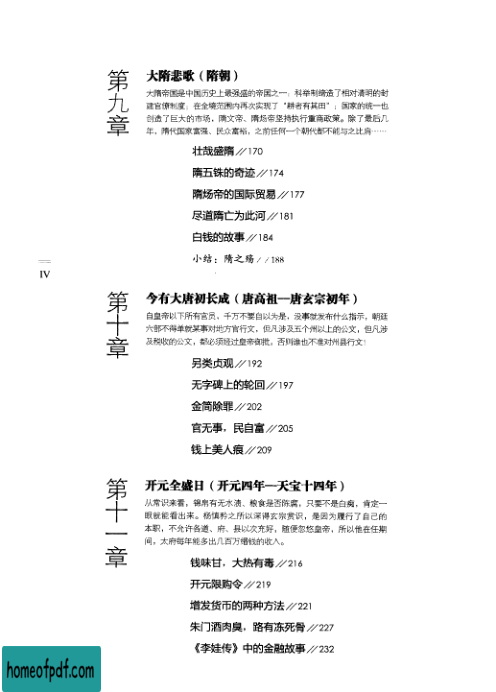 第九章
大隋悲歌（隋朝）
大隋帝国是中国历史上最强盛的帝国之一：科举制缔造了相对清明的封
建官僚制度；在全境范围内再次实现了“耕者有其田”；国家的统一也
创造了巨大的市场，隋文帝、隋炀帝坚持执行重商政策。除了最后几
年，隋代国家富强、民众富裕，之前任何一个朝代都不能与之比肩……
壮哉盛隋//170
隋五铢的奇迹//174
隋炀帝的国际贸易//177
尽道隋亡为此河//181
白钱的故事//184
小结：隋之殇//188
IV
第十章
今有大唐初长成（唐高祖—唐玄宗初年）
自皇帝以下所有官员，千万不要自以为是，没事就发布什么指示，朝廷
六部不得单就某事对地方官行文，但凡涉及五个州以上的公文，但凡涉
及税收的公文，都必须经过皇帝御批，否则谁也不准对州县行文！
另类贞观//192
无字碑上的轮回//197
金简除罪//202
官无事，民自富//205
钱上美人痕//209
第十一章
开元全盛日（开元四年—天宝十四年）
从常识来看，锦帛有无水渍、粮食是否陈腐，只要不是白痴，肯定一
眼就能看出来。杨慎矜之所以深得玄宗赏识，是因为履行了自己的
本职，不允许各道、府、县以次充好，随便忽悠皇帝，所以他在任期
间，太府每年能多出几百万缗钱的收入。
钱味甘，大热有毒//216
开元限购令//219
增发货币的两种方法//221
朱门酒肉臭，路有冻死骨//227
《李娃传》中的金融故事//232
homeofpdf.com